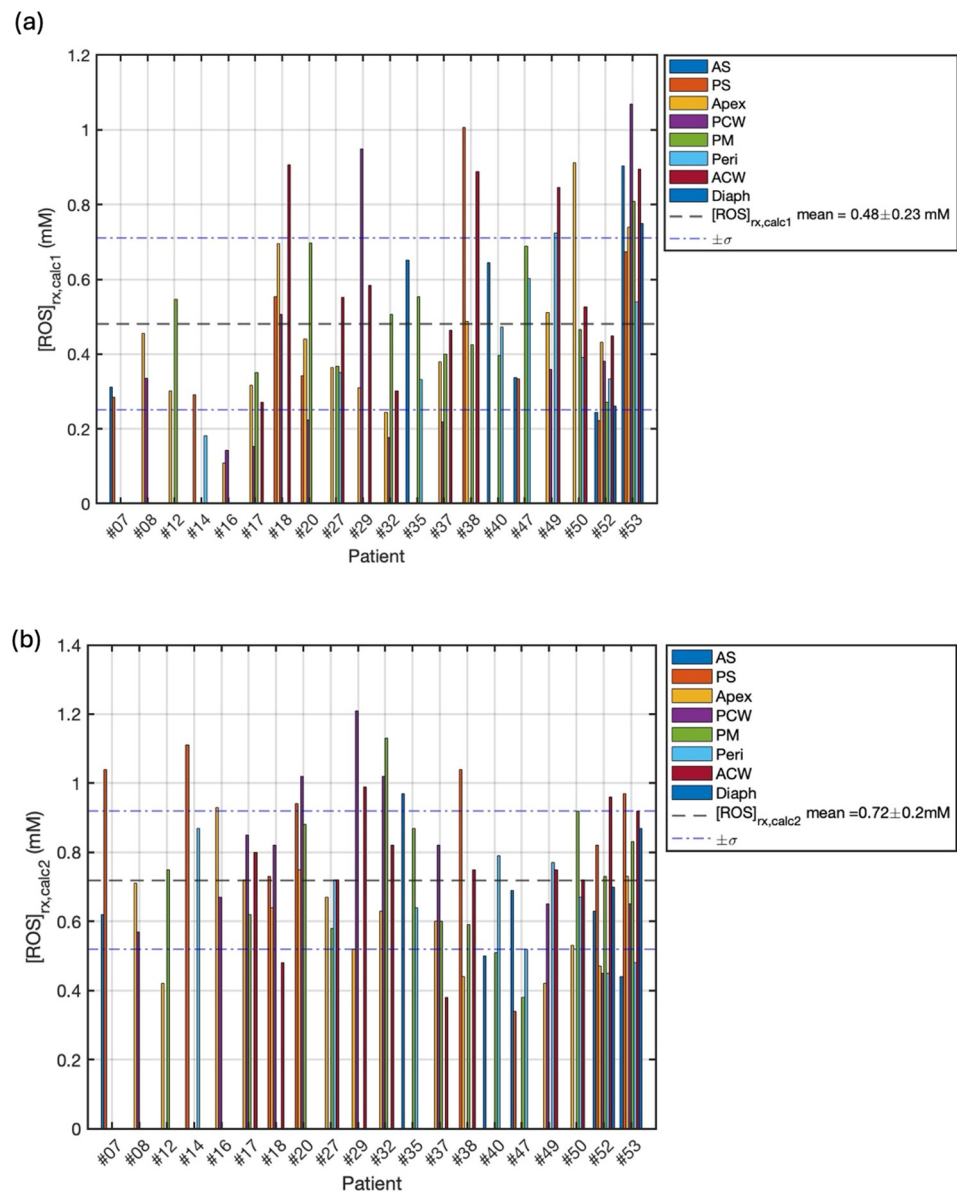 (a)
1.2
1
0.8
0.6
0.4
0.2
0
[ROS]rx,calc1 (mM)
#07 #08 #12 #14 #16 #17 #18 #20 #27 #29 #32 #35 #37 #38 #40 #47 #49 #50 #52 #53
Patient
AS
PS
Apex
PCW
PM
Peri
ACW
Diaph
[ROS]rx,calc1 mean = 0.48±0.23 mM
±σ
(b)
1.4
1.2
1
0.8
0.6
0.4
0.2
0
[ROS]rx,calc2 (mM)
#07 #08 #12 #14 #16 #17 #18 #20 #27 #29 #32 #35 #37 #38 #40 #47 #49 #50 #52 #53
Patient
AS
PS
Apex
PCW
PM
Peri
ACW
Diaph
[ROS]rx,calc2 mean =0.72±0.2mM
±σ